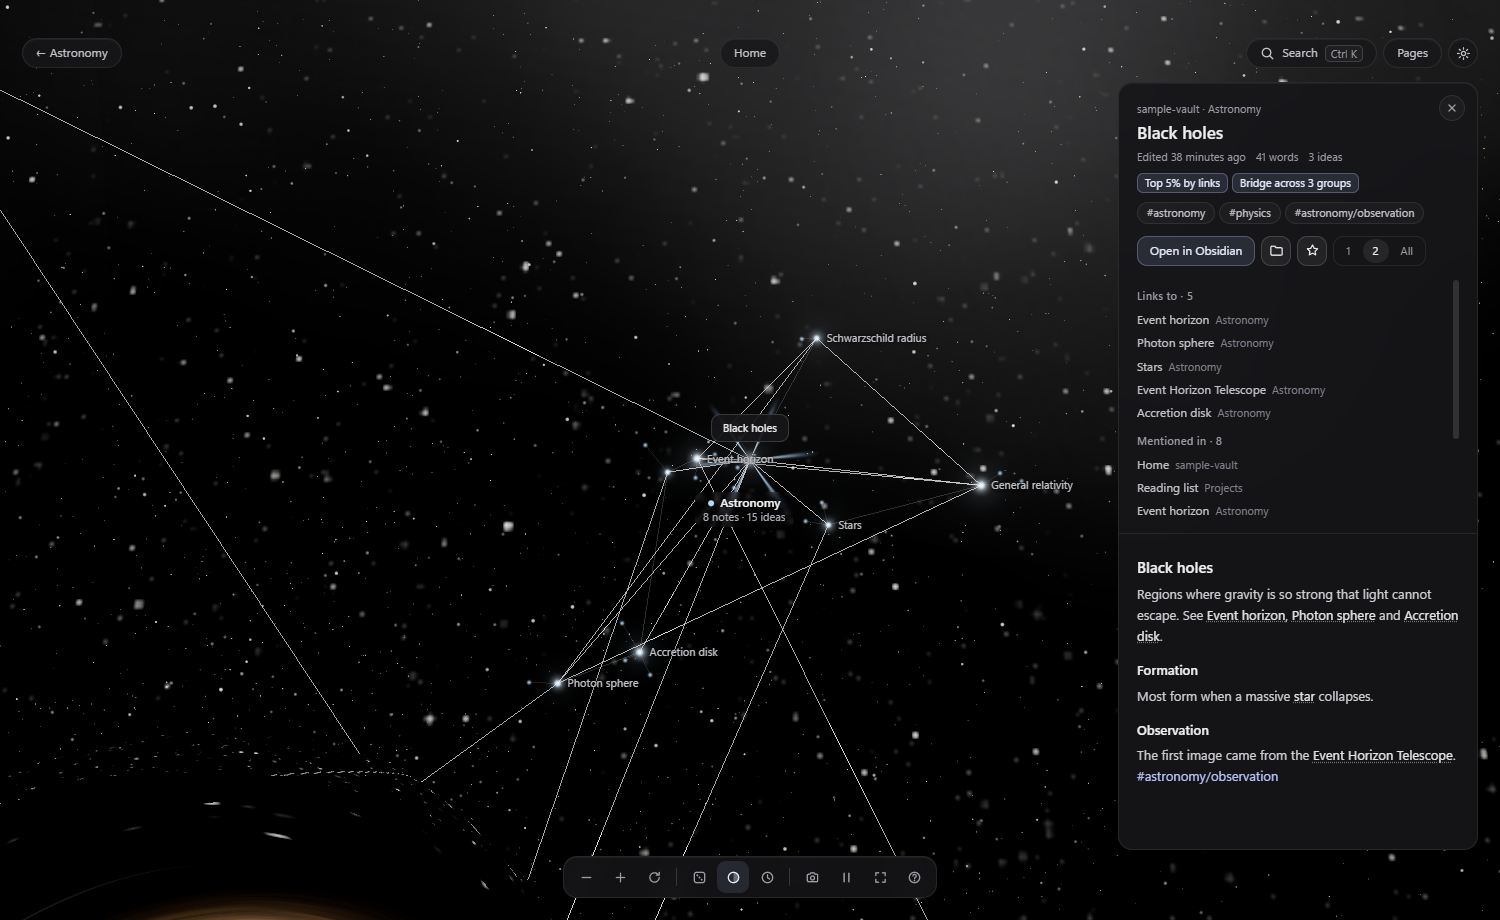 ← Astronomy
Home
Search Ctrl K
Pages
sample-vault · Astronomy
Black holes
Edited 38 minutes ago 41 words 3 ideas
Top 5% by links Bridge across 3 groups
#astronomy #physics #astronomy/observation
Open in Obsidian 1 2 All
Links to · 5
Event horizon Astronomy
Photon sphere Astronomy
Stars Astronomy
Event Horizon Telescope Astronomy
Accretion disk Astronomy
Mentioned in · 8
Home sample-vault
Reading list Projects
Event horizon Astronomy
Black holes
Regions where gravity is so strong that light cannot
escape. See Event horizon, Photon sphere and Accretion
disk.
Formation
Most form when a massive star collapses.
Observation
The first image came from the Event Horizon Telescope.
#astronomy/observation
Schwarzschild radius
Black holes
Event horizon
General relativity
Astronomy
8 notes · 15 ideas
Stars
Accretion disk
Photon sphere